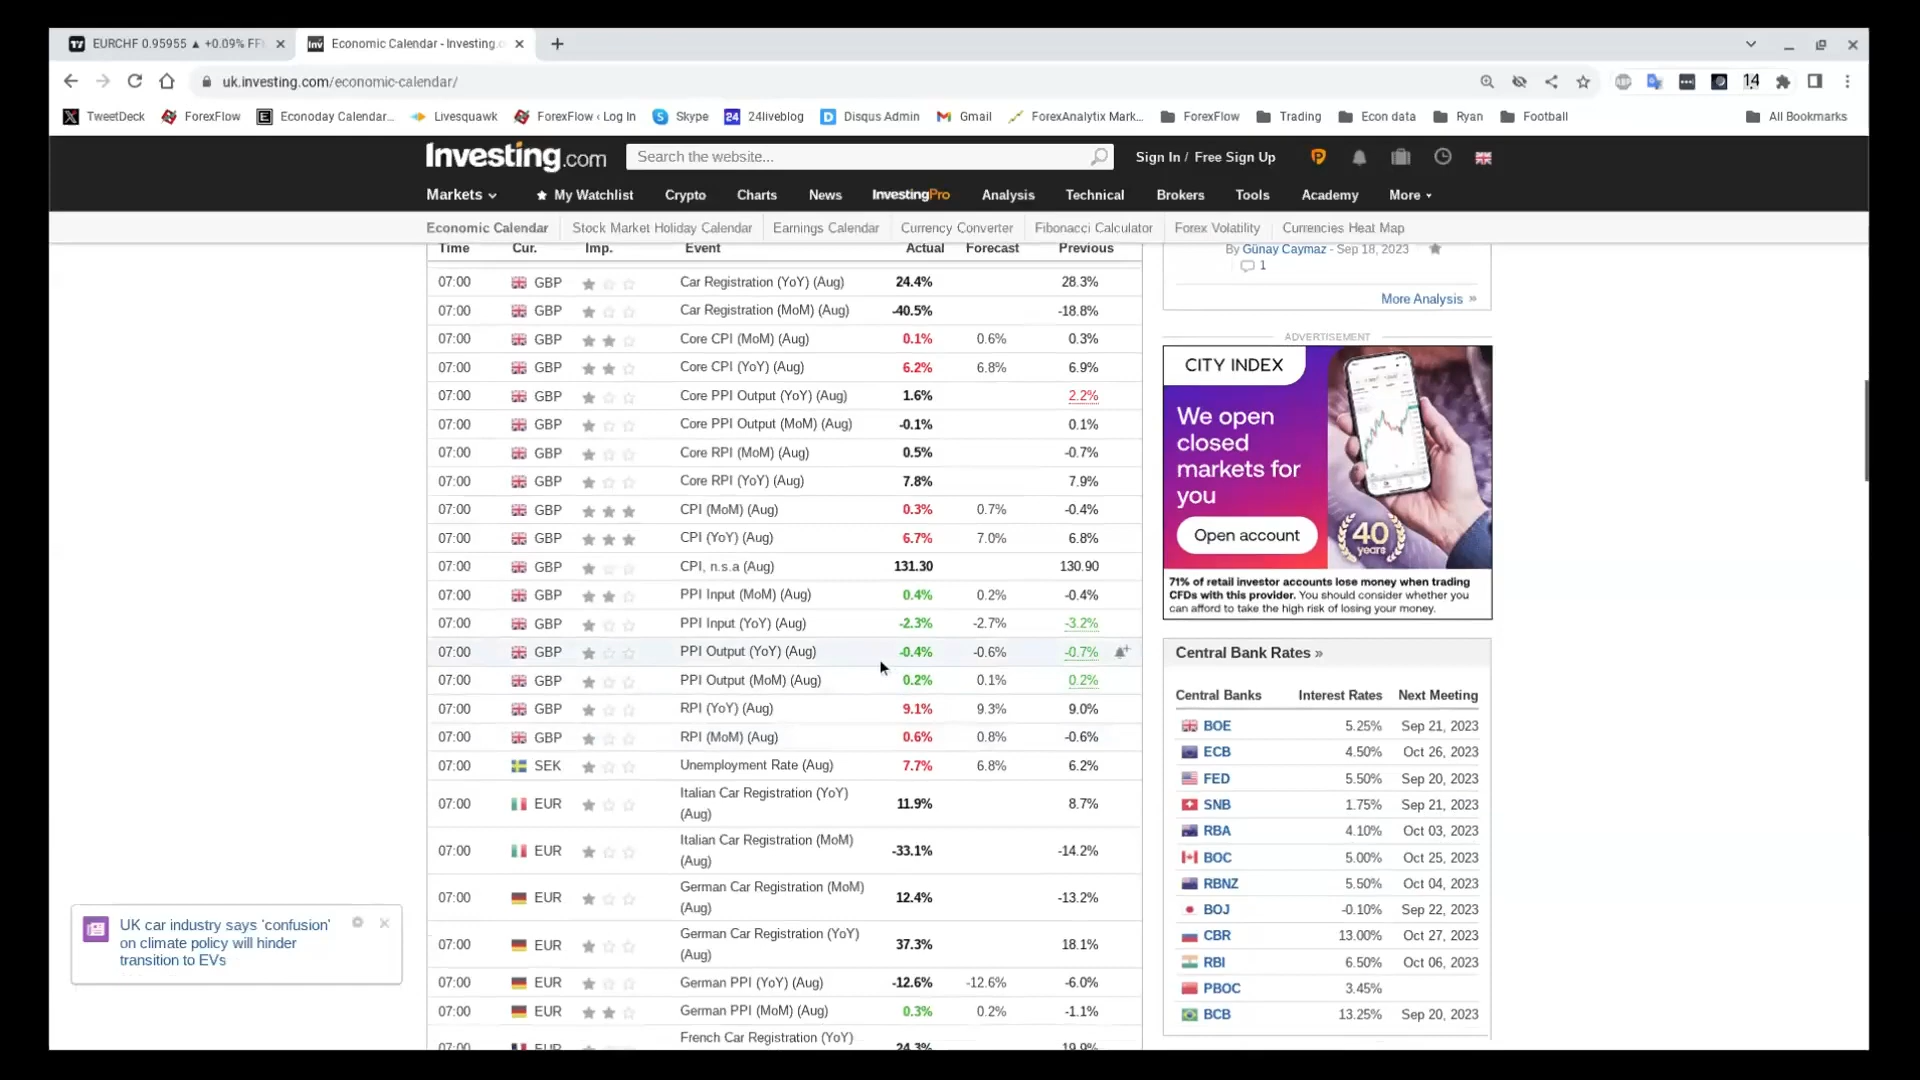 EURCHF 0.95955 ▲ +0.09% FF
Economic Calendar - Investing.c
uk.investing.com/economic-calendar/
14
TweetDeck
ForexFlow
Econoday Calendar...
Livesquawk
ForexFlow ‹ Log In
Skype
24liveblog
Disqus Admin
Gmail
ForexAnalytix Mark...
ForexFlow
Trading
Econ data
Ryan
Football
All Bookmarks
Investing.com
Search the website...
Sign In / Free Sign Up
Markets
My Watchlist
Crypto
Charts
News
InvestingPro
Analysis
Technical
Brokers
Tools
Academy
More
Economic Calendar
Stock Market Holiday Calendar
Earnings Calendar
Currency Converter
Fibonacci Calculator
Forex Volatility
Currencies Heat Map
Time Cur. Imp. Event Actual Forecast Previous
07:00 GBP Car Registration (YoY) (Aug) 24.4% 28.3%
07:00 GBP Car Registration (MoM) (Aug) -40.5% -18.8%
07:00 GBP Core CPI (MoM) (Aug) 0.1% 0.6% 0.3%
07:00 GBP Core CPI (YoY) (Aug) 6.2% 6.8% 6.9%
07:00 GBP Core PPI Output (YoY) (Aug) 1.6% 2.2%
07:00 GBP Core PPI Output (MoM) (Aug) -0.1% 0.1%
07:00 GBP Core RPI (MoM) (Aug) 0.5% -0.7%
07:00 GBP Core RPI (YoY) (Aug) 7.8% 7.9%
07:00 GBP CPI (MoM) (Aug) 0.3% 0.7% -0.4%
07:00 GBP CPI (YoY) (Aug) 6.7% 7.0% 6.8%
07:00 GBP CPI, n.s.a (Aug) 131.30 130.90
07:00 GBP PPI Input (MoM) (Aug) 0.4% 0.2% -0.4%
07:00 GBP PPI Input (YoY) (Aug) -2.3% -2.7% -3.2%
07:00 GBP PPI Output (YoY) (Aug) -0.4% -0.6% -0.7%
07:00 GBP PPI Output (MoM) (Aug) 0.2% 0.1% 0.2%
07:00 GBP RPI (YoY) (Aug) 9.1% 9.3% 9.0%
07:00 GBP RPI (MoM) (Aug) 0.6% 0.8% -0.6%
07:00 SEK Unemployment Rate (Aug) 7.7% 6.8% 6.2%
07:00 EUR Italian Car Registration (YoY) (Aug) 11.9% 8.7%
07:00 EUR Italian Car Registration (MoM) (Aug) -33.1% -14.2%
07:00 EUR German Car Registration (MoM) (Aug) 12.4% -13.2%
07:00 EUR German Car Registration (YoY) (Aug) 37.3% 18.1%
07:00 EUR German PPI (YoY) (Aug) -12.6% -12.6% -6.0%
07:00 EUR German PPI (MoM) (Aug) 0.3% 0.2% -1.1%
07:00 EUR French Car Registration (YoY) 24.3% 19.9%
By Günay Caymaz - Sep 18, 2023
1
More Analysis »
ADVERTISEMENT
CITY INDEX
We open
closed
markets for
you
Open account
40
years
71% of retail investor accounts lose money when trading
CFDs with this provider. You should consider whether you
can afford to take the high risk of losing your money.
Central Bank Rates »
Central Banks Interest Rates Next Meeting
BOE 5.25% Sep 21, 2023
ECB 4.50% Oct 26, 2023
FED 5.50% Sep 20, 2023
SNB 1.75% Sep 21, 2023
RBA 4.10% Oct 03, 2023
BOC 5.00% Oct 25, 2023
RBNZ 5.50% Oct 04, 2023
BOJ -0.10% Sep 22, 2023
CBR 13.00% Oct 27, 2023
RBI 6.50% Oct 06, 2023
PBOC 3.45%
BCB 13.25% Sep 20, 2023
UK car industry says 'confusion'
on climate policy will hinder
transition to EVs